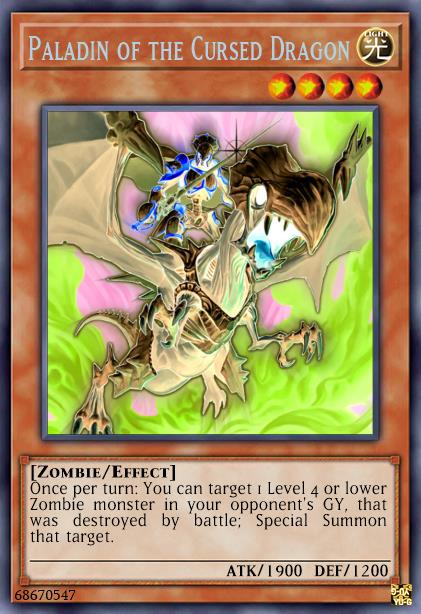 PALADIN OF THE CURSED DRAGON
LIGHT
光
[ZOMBIE/EFFECT]
Once per turn: You can target 1 Level 4 or lower
Zombie monster in your opponent's GY, that
was destroyed by battle; Special Summon
that target.
ATK/1900 DEF/1200
68670547